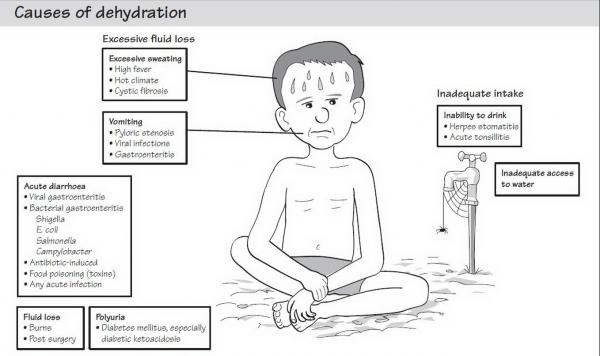 Causes of dehydration
Excessive fluid loss
Excessive sweating
• High fever
• Hot climate
• Cystic fibrosis
Vomiting
• Pyloric stenosis
• Viral infections
• Gastroenteritis
Acute diarrhoea
• Viral gastroenteritis
• Bacterial gastroenteritis
Shigella
E. coli
Salmonella
Campylobacter
• Antibiotic-induced
• Food poisoning (toxins)
• Any acute infection
Fluid loss
• Burns
• Post surgery
Polyuria
• Diabetes mellitus, especially
diabetic ketoacidosis
Inadequate intake
Inability to drink
• Herpes stomatitis
• Acute tonsillitis
Inadequate access
to water